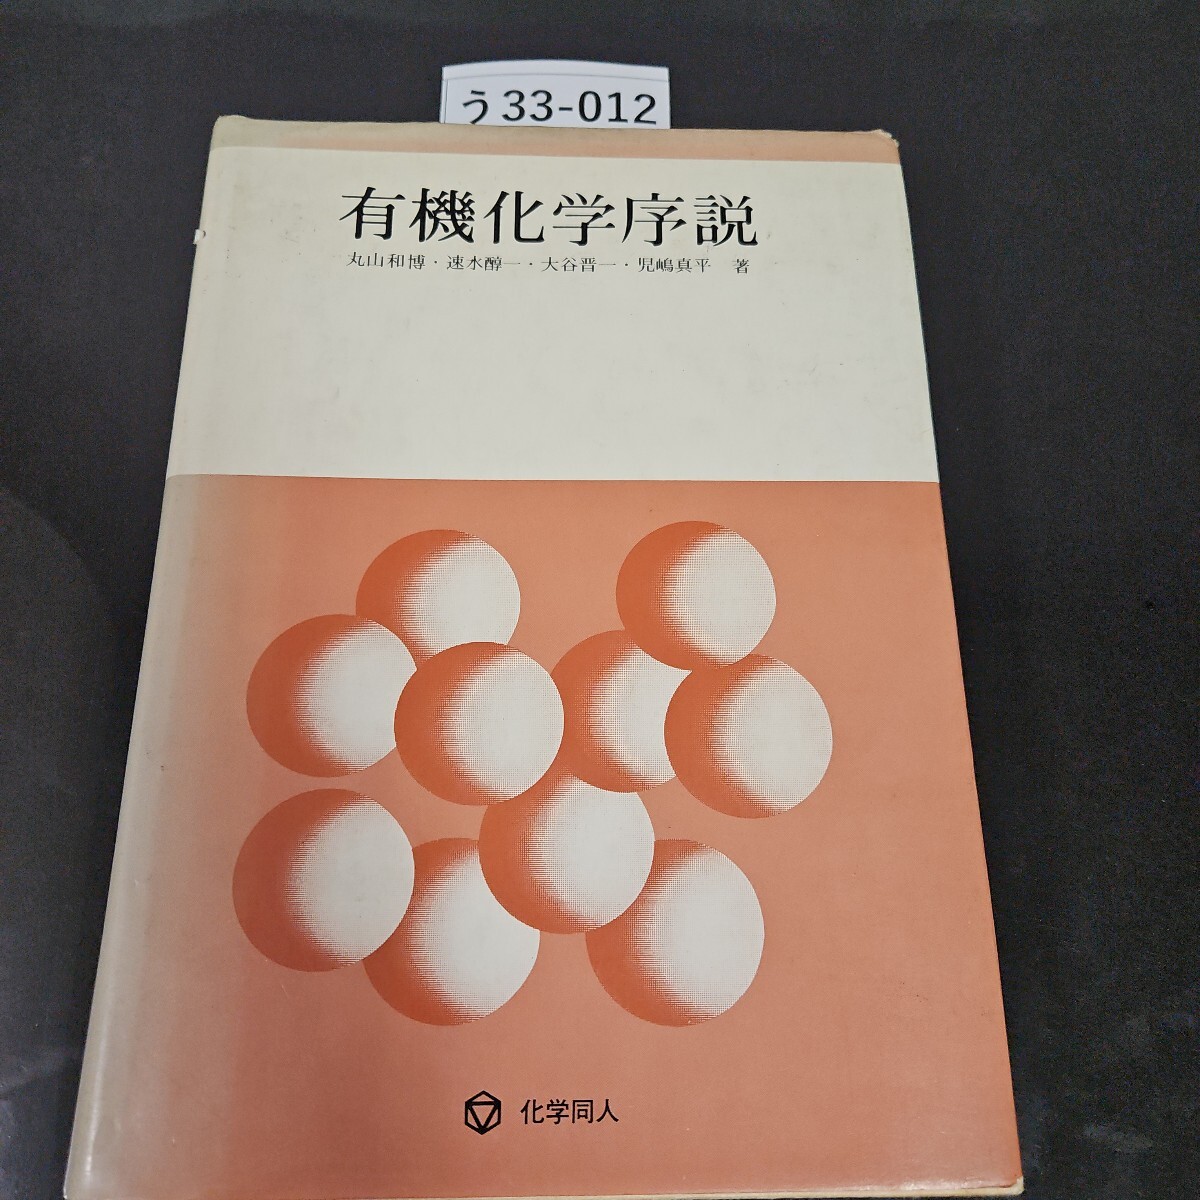 う33-012
有機化学序説
丸山和博・速水醇一・大谷晋一・児嶋真平 著
化学同人